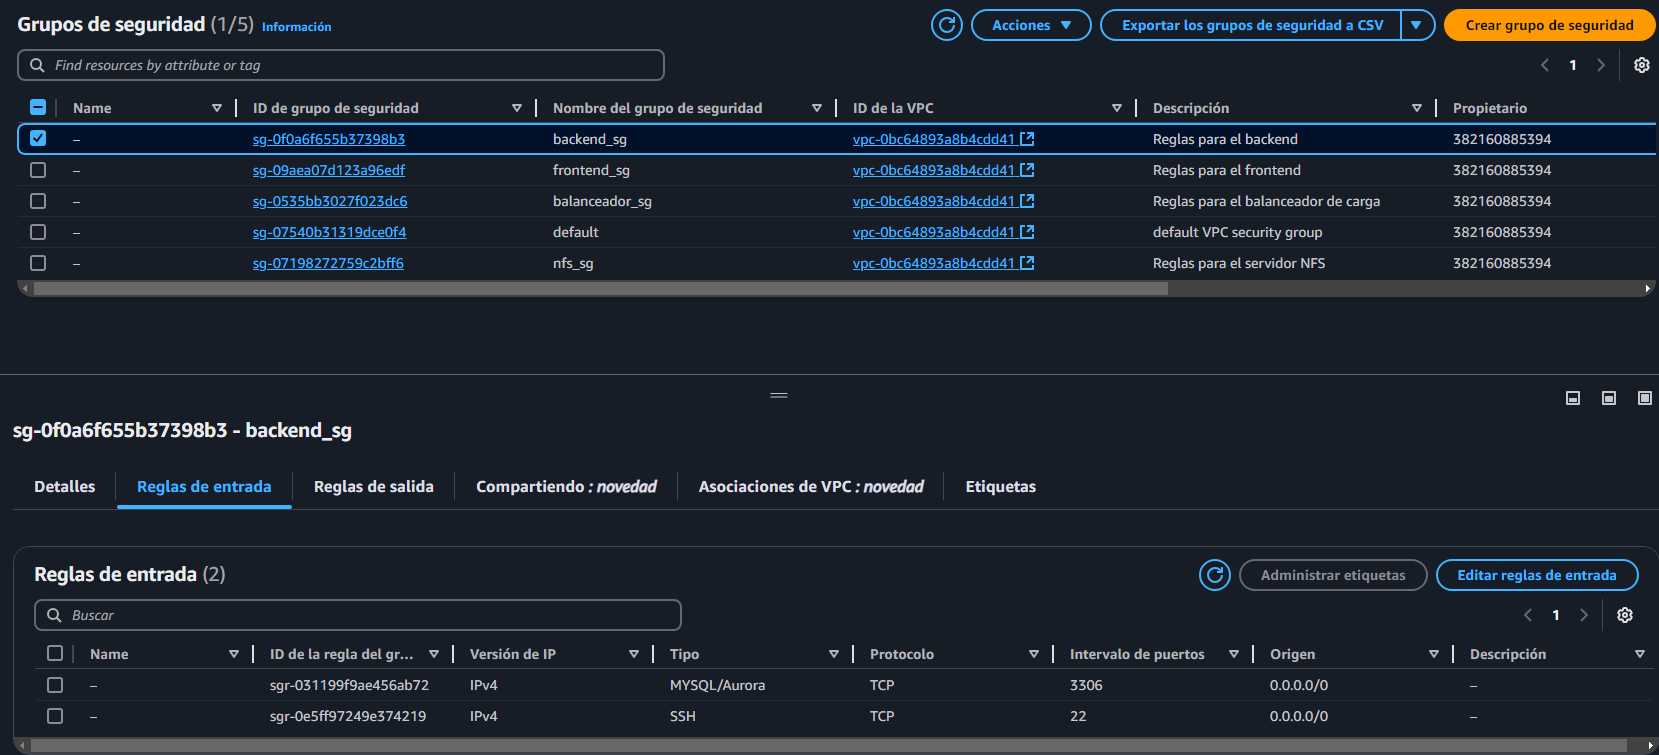 Grupos de seguridad (1/5) Información
Acciones Exportar los grupos de seguridad a CSV Crear grupo de seguridad
Find resources by attribute or tag
1
Name ID de grupo de seguridad Nombre del grupo de seguridad ID de la VPC Descripción Propietario
– sg-0f0a6f655b37398b3 backend_sg vpc-0bc64893a8b4cdd41 Reglas para el backend 382160885394
– sg-09aea07d123a96edf frontend_sg vpc-0bc64893a8b4cdd41 Reglas para el frontend 382160885394
– sg-0535bb3027f023dc6 balanceador_sg vpc-0bc64893a8b4cdd41 Reglas para el balanceador de carga 382160885394
– sg-07540b31319dce0f4 default vpc-0bc64893a8b4cdd41 default VPC security group 382160885394
– sg-07198272759c2bff6 nfs_sg vpc-0bc64893a8b4cdd41 Reglas para el servidor NFS 382160885394
sg-0f0a6f655b37398b3 - backend_sg
Detalles Reglas de entrada Reglas de salida Compartiendo : novedad Asociaciones de VPC : novedad Etiquetas
Reglas de entrada (2)
Administrar etiquetas Editar reglas de entrada
Buscar
1
Name ID de la regla del gr... Versión de IP Tipo Protocolo Intervalo de puertos Origen Descripción
– sgr-031199f9ae456ab72 IPv4 MYSQL/Aurora TCP 3306 0.0.0.0/0 –
– sgr-0e5ff97249e374219 IPv4 SSH TCP 22 0.0.0.0/0 –